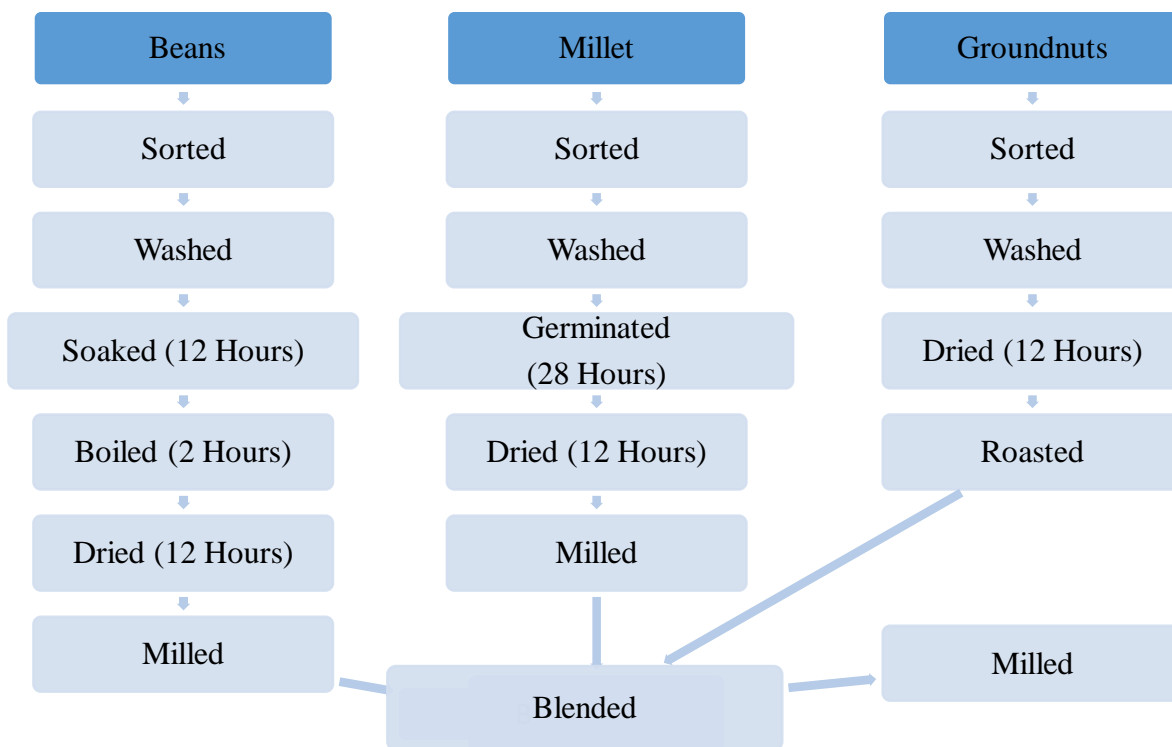 Beans
Sorted
Washed
Soaked (12 Hours)
Boiled (2 Hours)
Dried (12 Hours)
Milled
Millet
Sorted
Washed
Germinated
(28 Hours)
Dried (12 Hours)
Milled
Blended
Groundnuts
Sorted
Washed
Dried (12 Hours)
Roasted
Milled